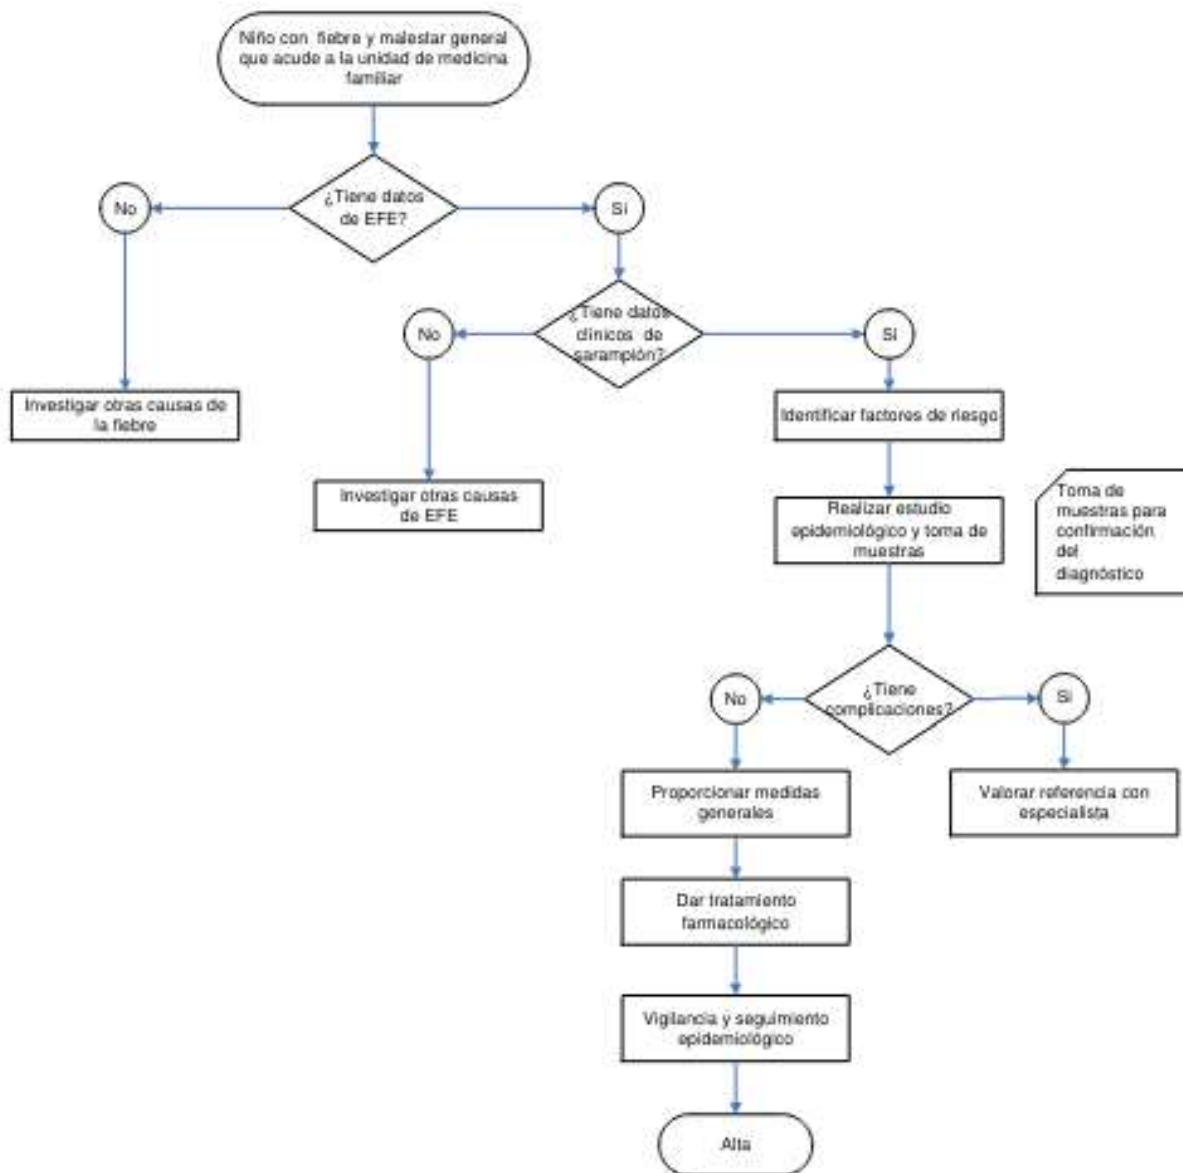 Niño con fiebre y malestar general
que acude a la unidad de medicina
familiar
¿Tiene datos
de EFE?
No
Si
¿Tiene datos
clínicos de
sarampión?
No
Si
Investigar otras causas de
la fiebre
Identificar factores de riesgo
Investigar otras causas
de EFE
Realizar estudio
epidemiológico y toma de
muestras
Toma de
muestras para
confirmación
del
diagnóstico
¿Tiene
complicaciones?
No
Si
Proporcionar medidas
generales
Valorar referencia con
especialista
Dar tratamiento
farmacológico
Vigilancia y seguimiento
epidemiológico
Alta